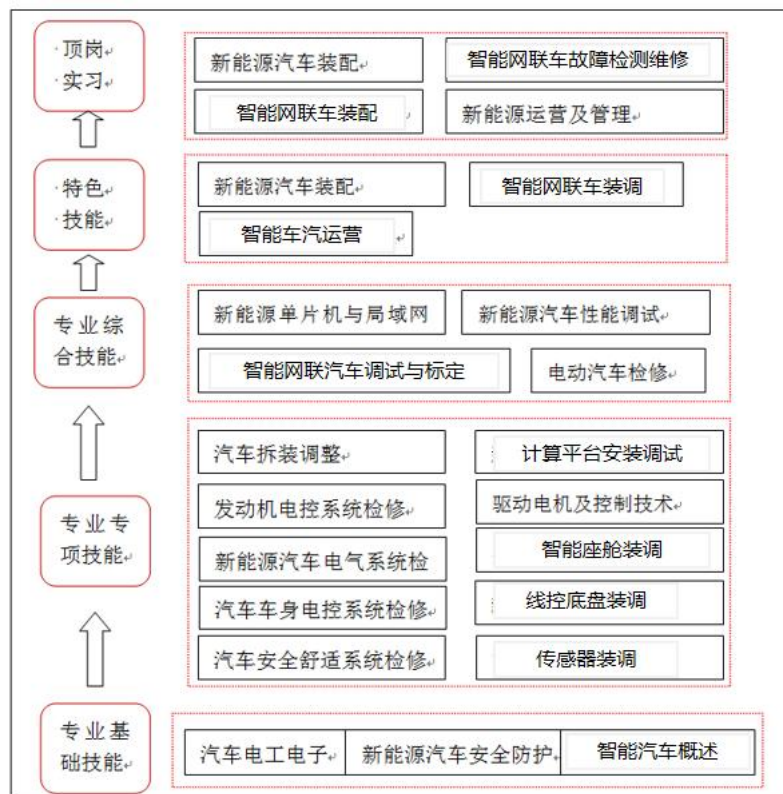 ·顶岗
·实习
新能源汽车装配
智能网联车故障检测维修
智能网联车装配
新能源运营及管理
·特色
·技能
新能源汽车装配
智能网联车装调
智能车汽运营
专业综
合技能
新能源单片机与局域网
新能源汽车性能调试
智能网联汽车调试与标定
电动汽车检修
专业专
项技能
汽车拆装调整
计算平台安装调试
发动机电控系统检修
驱动电机及控制技术
新能源汽车电气系统检
智能座舱装调
汽车车身电控系统检修
线控底盘装调
汽车安全舒适系统检修
传感器装调
专业基
础技能
汽车电工电子
新能源汽车安全防护
智能汽车概述